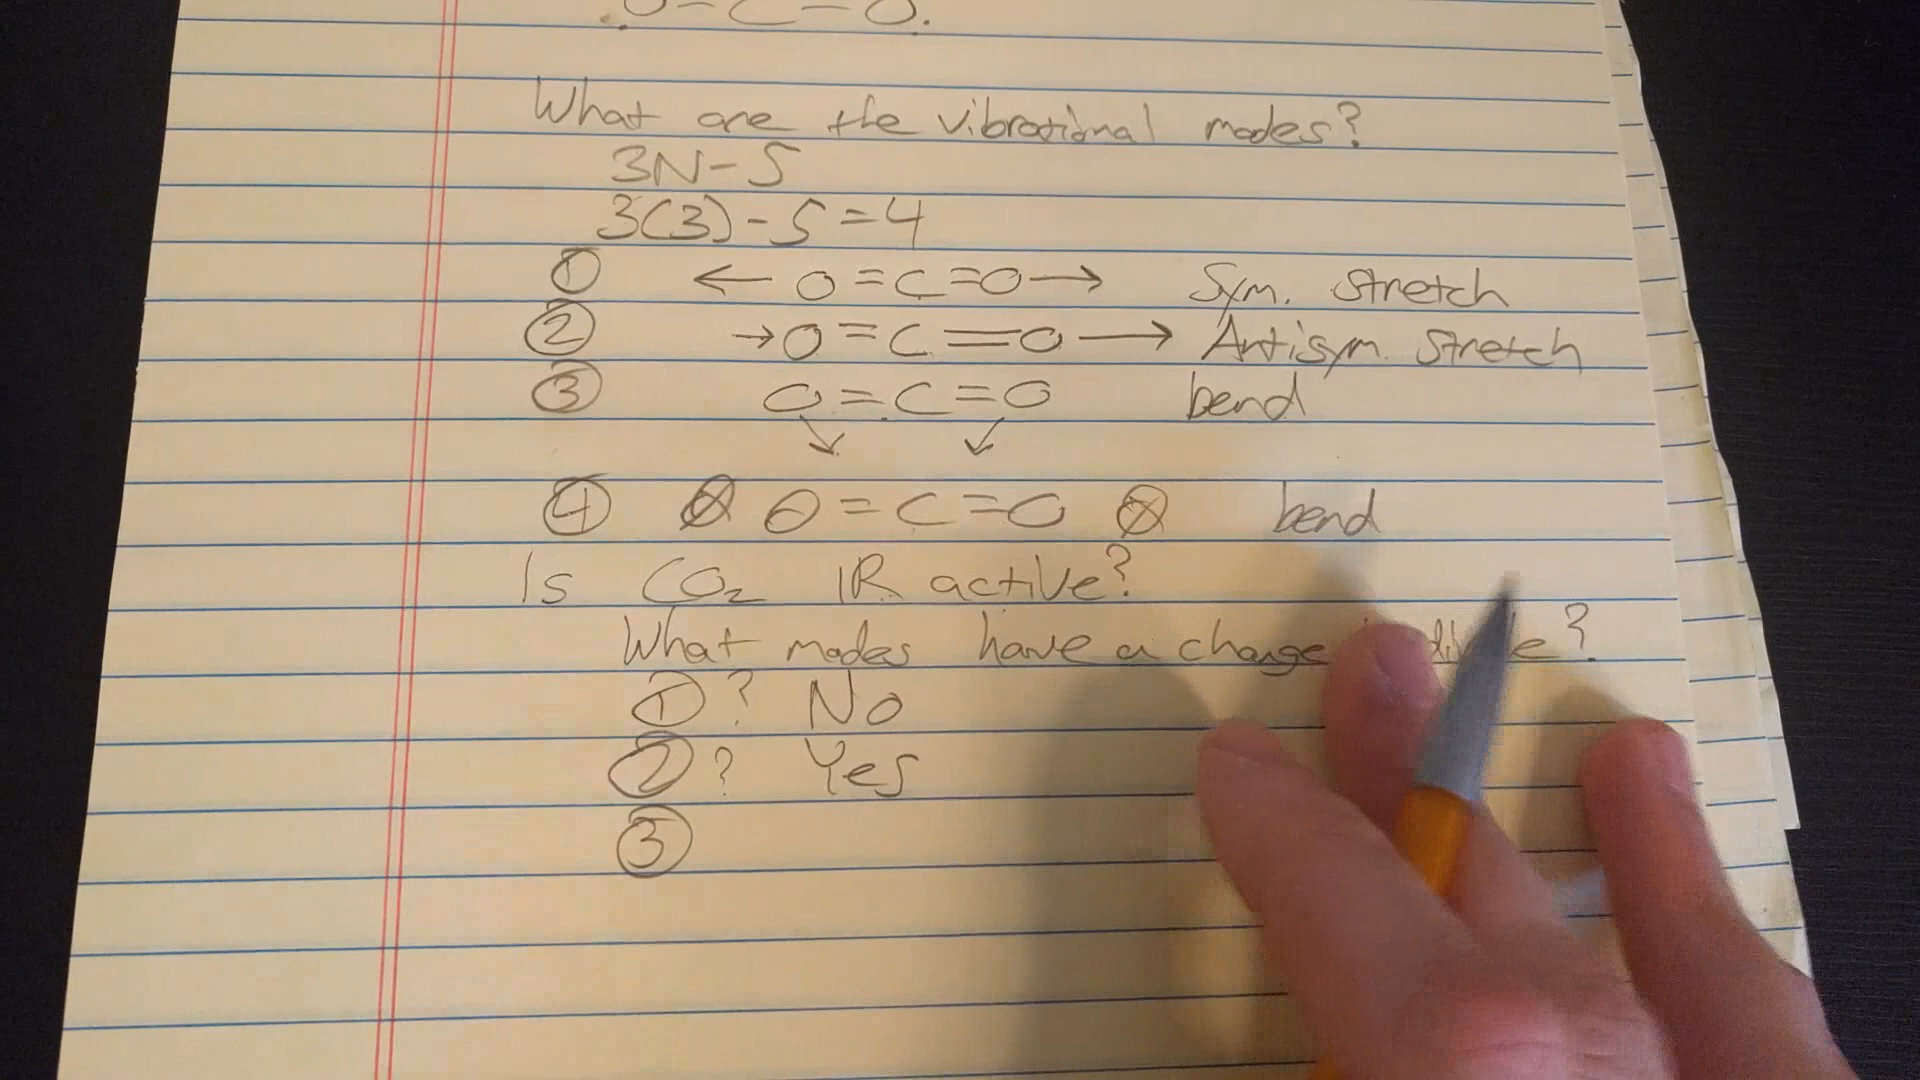 O=C=O
What are the vibrational modes?
3N-5
3(3)-5=4
① ← O=C=O → Sym. Stretch
② →O=C=O → Antisym. Stretch
③ O=C=O bend
④ ⊗ O=C=O ⊗ bend
Is CO₂ IR active?
What modes have a change ?
①? No
②? Yes
③